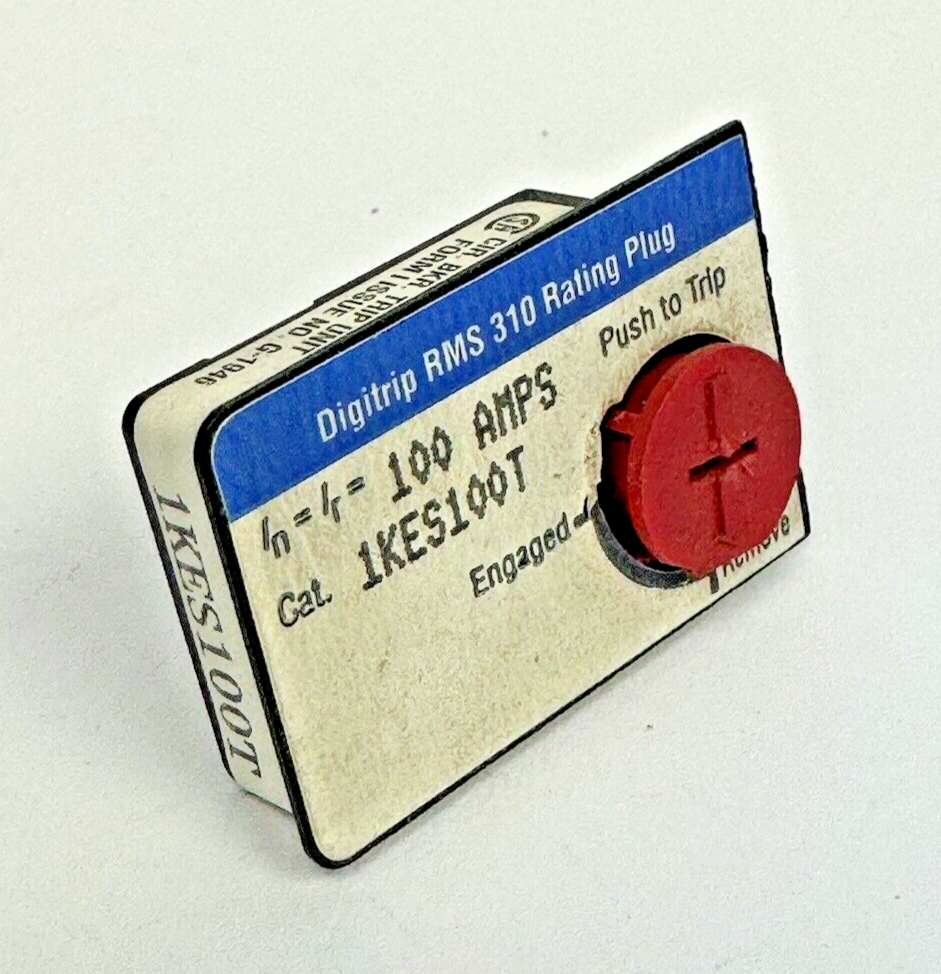 SA CIR. BKR. TRIP UNIT
FORM I ISSUE NO. G-1946
Digitrip RMS 310 Rating Plug
Push to Trip
In = Ir = 100 AMPS
Cat. 1KES100T
Engaged
Remove
1KES100T